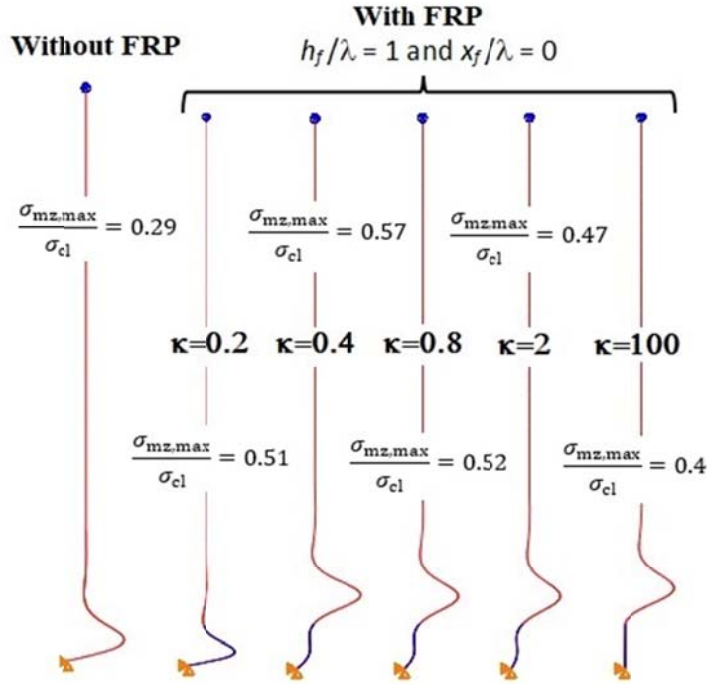 With FRP
Without FRP
h_f/λ = 1 and x_f/λ = 0
σ_mz,max/σ_cl = 0.29
σ_mz,max/σ_cl = 0.57
σ_mzmax/σ_cl = 0.47
κ=0.2 κ=0.4 κ=0.8 κ=2 κ=100
σ_mz,max/σ_cl = 0.51
σ_mz,max/σ_cl = 0.52
σ_mz,max/σ_cl = 0.4